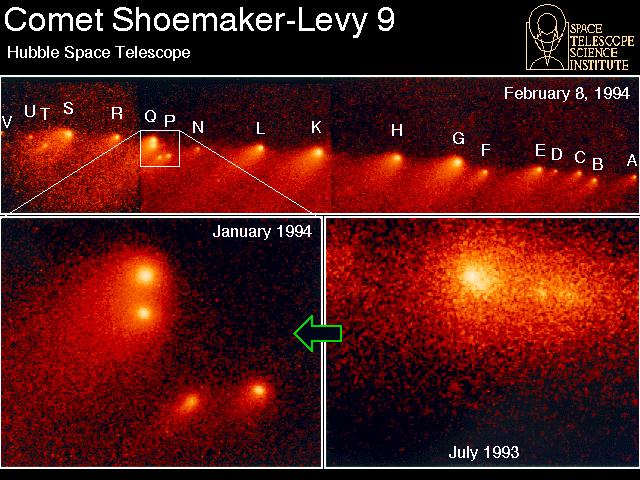 Comet Shoemaker-Levy 9
Hubble Space Telescope
SPACE
TELESCOPE
SCIENCE
INSTITUTE
February 8, 1994
V U T S R Q P N L K H G F E D C B A
January 1994
July 1993